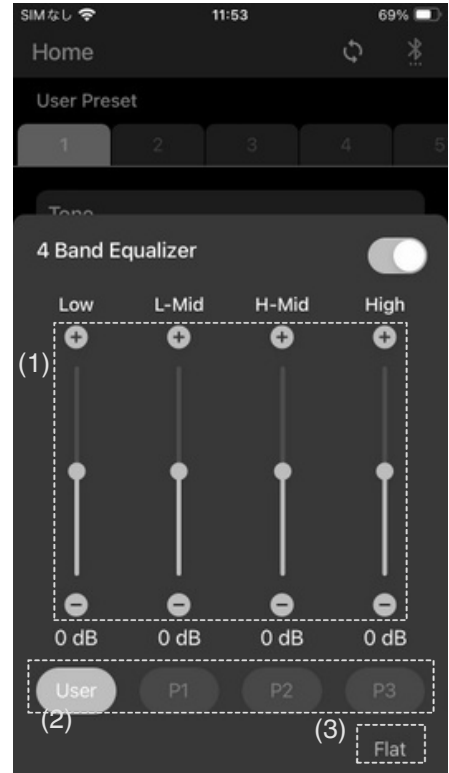 SIMなし 11:53 69%
Home
User Preset
1 2 3 4 5
Tone
4 Band Equalizer
Low L-Mid H-Mid High
(1)
0 dB 0 dB 0 dB 0 dB
User P1 P2 P3
(2)
(3)
Flat